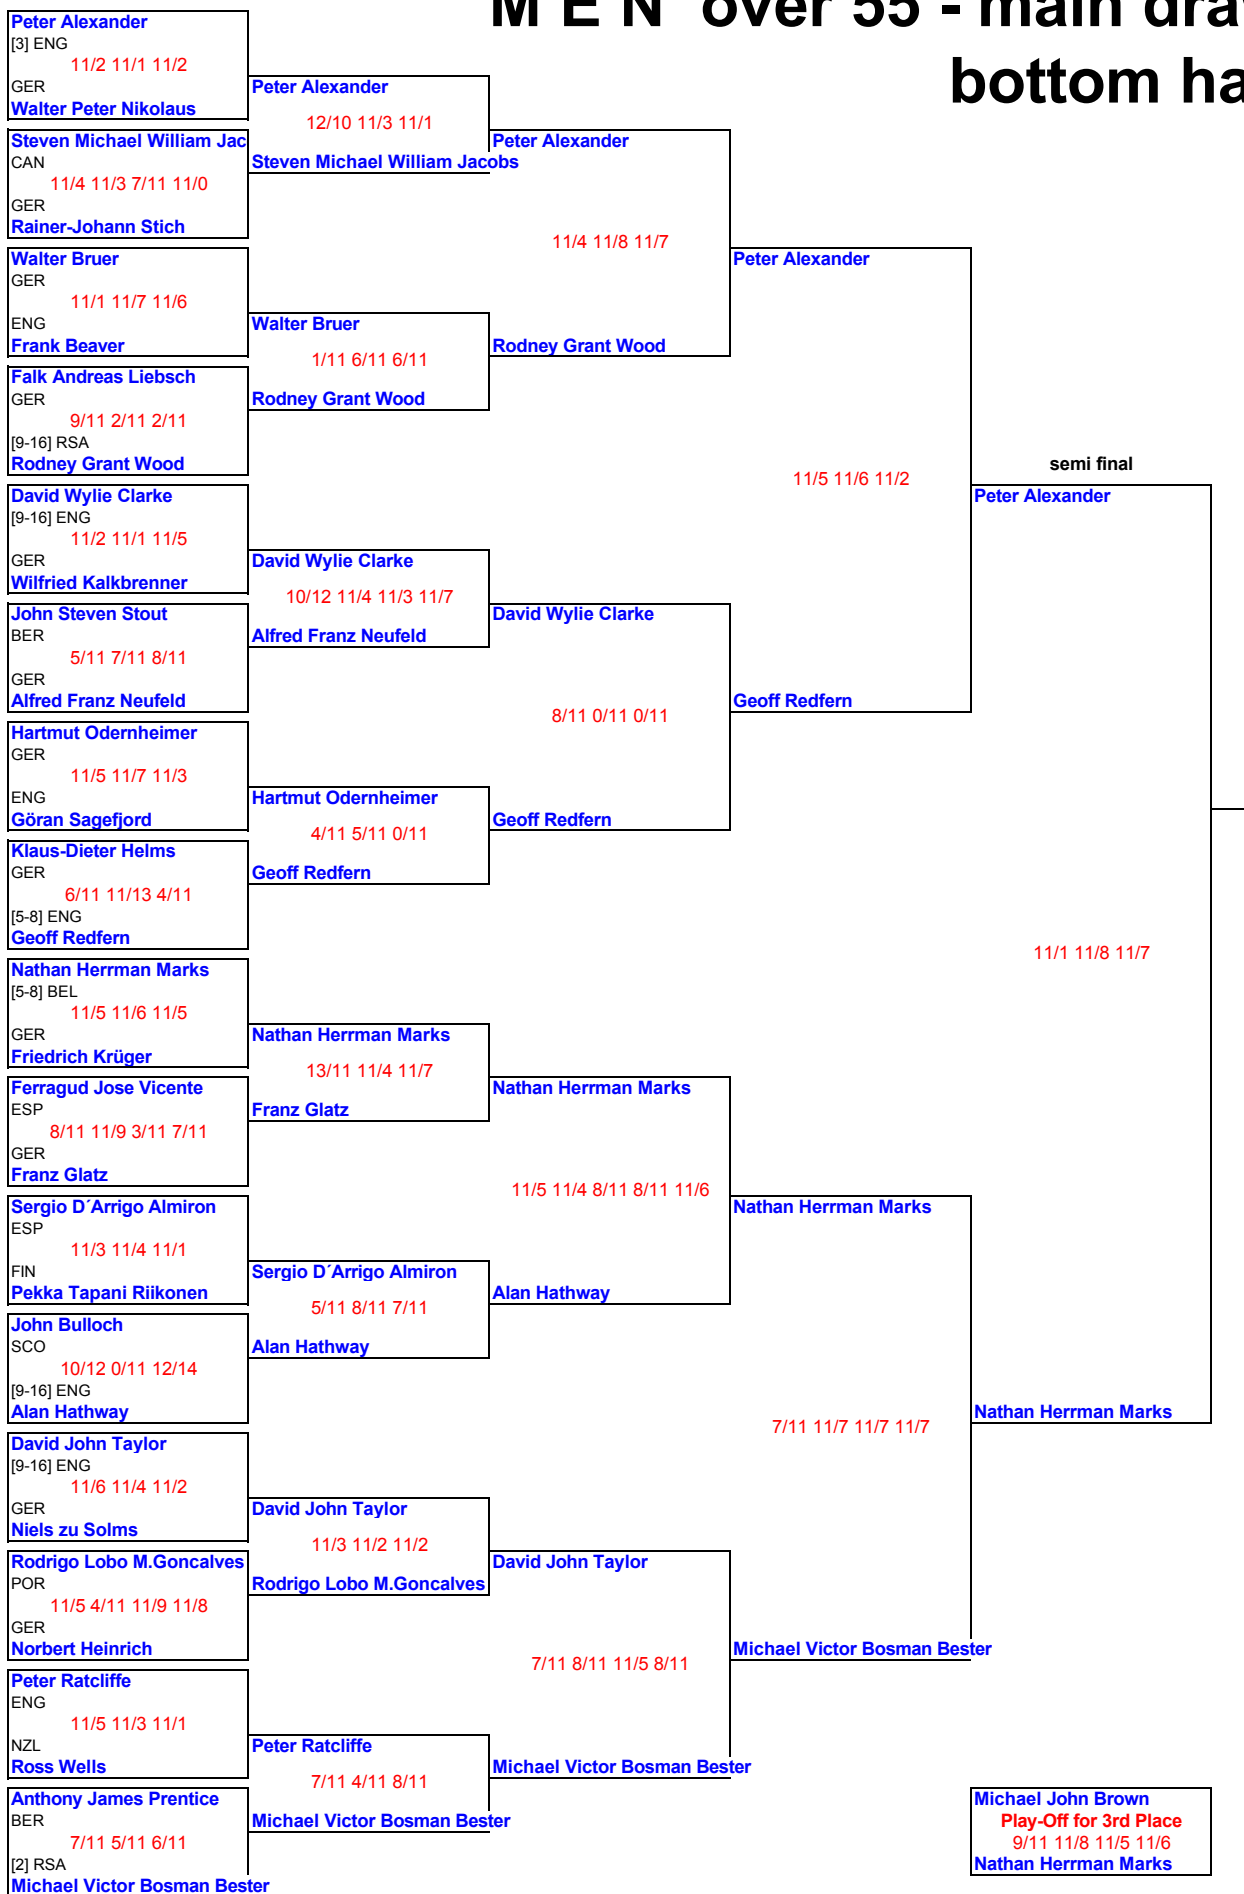 M E N over 55 - main draw
bottom ha
Peter Alexander
[3] ENG
11/2 11/1 11/2
GER
Walter Peter Nikolaus
Steven Michael William Jac
CAN
11/4 11/3 7/11 11/0
GER
Rainer-Johann Stich
Walter Bruer
GER
11/1 11/7 11/6
ENG
Frank Beaver
Falk Andreas Liebsch
GER
9/11 2/11 2/11
[9-16] RSA
Rodney Grant Wood
David Wylie Clarke
[9-16] ENG
11/2 11/1 11/5
GER
Wilfried Kalkbrenner
John Steven Stout
BER
5/11 7/11 8/11
GER
Alfred Franz Neufeld
Hartmut Odernheimer
GER
11/5 11/7 11/3
ENG
Göran Sagefjord
Klaus-Dieter Helms
GER
6/11 11/13 4/11
[5-8] ENG
Geoff Redfern
Nathan Herrman Marks
[5-8] BEL
11/5 11/6 11/5
GER
Friedrich Krüger
Ferragud Jose Vicente
ESP
8/11 11/9 3/11 7/11
GER
Franz Glatz
Sergio D´Arrigo Almiron
ESP
11/3 11/4 11/1
FIN
Pekka Tapani Riikonen
John Bulloch
SCO
10/12 0/11 12/14
[9-16] ENG
Alan Hathway
David John Taylor
[9-16] ENG
11/6 11/4 11/2
GER
Niels zu Solms
Rodrigo Lobo M.Goncalves
POR
11/5 4/11 11/9 11/8
GER
Norbert Heinrich
Peter Ratcliffe
ENG
11/5 11/3 11/1
NZL
Ross Wells
Anthony James Prentice
BER
7/11 5/11 6/11
[2] RSA
Michael Victor Bosman Bester
Peter Alexander
12/10 11/3 11/1
Steven Michael William Jacobs
Walter Bruer
1/11 6/11 6/11
Rodney Grant Wood
David Wylie Clarke
10/12 11/4 11/3 11/7
Alfred Franz Neufeld
Hartmut Odernheimer
4/11 5/11 0/11
Geoff Redfern
Nathan Herrman Marks
13/11 11/4 11/7
Franz Glatz
Sergio D´Arrigo Almiron
5/11 8/11 7/11
Alan Hathway
David John Taylor
11/3 11/2 11/2
Rodrigo Lobo M.Goncalves
Peter Ratcliffe
7/11 4/11 8/11
Michael Victor Bosman Bester
Peter Alexander
11/4 11/8 11/7
Rodney Grant Wood
David Wylie Clarke
8/11 0/11 0/11
Geoff Redfern
Nathan Herrman Marks
11/5 11/4 8/11 8/11 11/6
Alan Hathway
David John Taylor
7/11 8/11 11/5 8/11
Michael Victor Bosman Bester
Peter Alexander
11/5 11/6 11/2
Geoff Redfern
Nathan Herrman Marks
7/11 11/7 11/7 11/7
Michael Victor Bosman Bester
semi final
Peter Alexander
11/1 11/8 11/7
Nathan Herrman Marks
Michael John Brown
Play-Off for 3rd Place
9/11 11/8 11/5 11/6
Nathan Herrman Marks